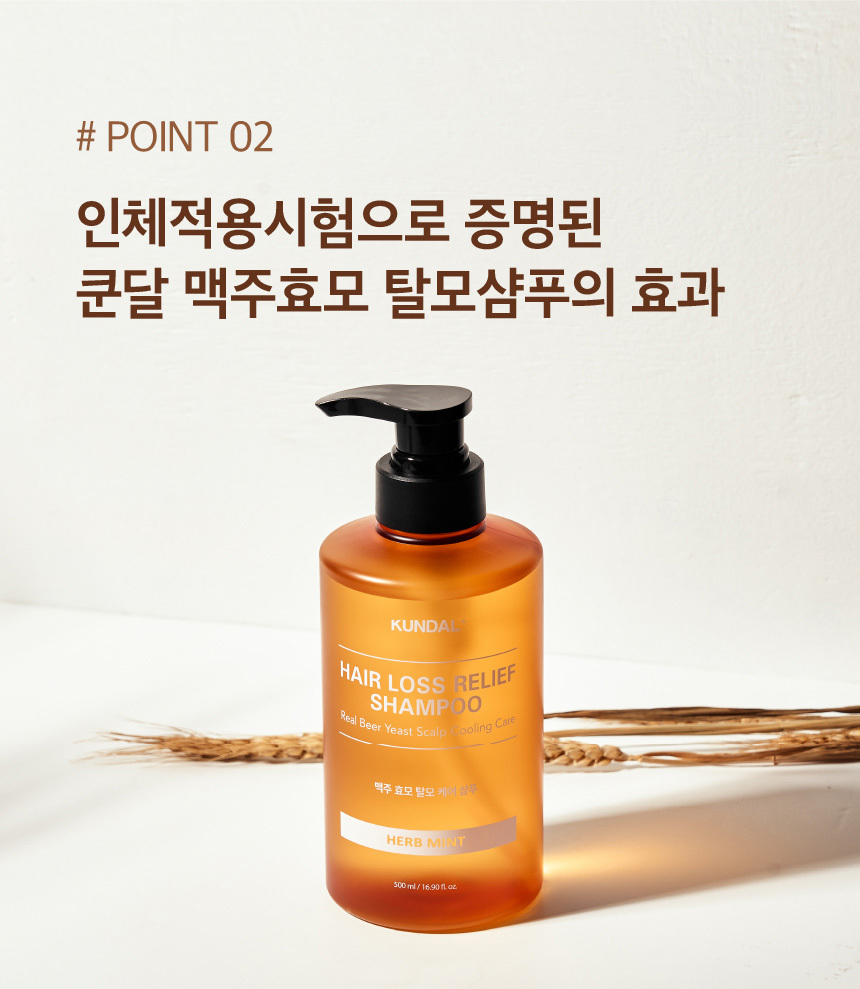 # POINT 02
인체적용시험으로 증명된
쿤달 맥주효모 탈모샴푸의 효과
KUNDAL
HAIR LOSS RELIEF
SHAMPOO
Real Beer Yeast Scalp Cooling Care
맥주 효모 탈모 케어 샴푸
HERB MINT
500 ml / 16.90 fl. oz.